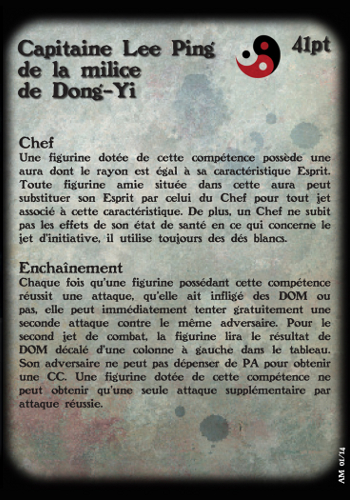 Capitaine Lee Ping
de la milice
de Dong-Yi
41pt
Chef
Une figurine dotée de cette compétence possède une
aura dont le rayon est égal à sa caractéristique Esprit.
Toute figurine amie située dans cette aura peut
substituer son Esprit par celui du Chef pour tout jet
associé à cette caractéristique. De plus, un Chef ne subit
pas les effets de son état de santé en ce qui concerne le
jet d'initiative, il utilise toujours des dés blancs.
Enchaînement
Chaque fois qu'une figurine possédant cette compétence
réussit une attaque, qu'elle ait infligé des DOM ou
pas, elle peut immédiatement tenter gratuitement une
seconde attaque contre le même adversaire. Pour le
second jet de combat, la figurine lira le résultat de
DOM décalé d'une colonne à gauche dans le tableau.
Son adversaire ne peut pas dépenser de PA pour obtenir
une CC. Une figurine dotée de cette compétence ne
peut obtenir qu'une seule attaque supplémentaire par
attaque réussie.
AM 01/14